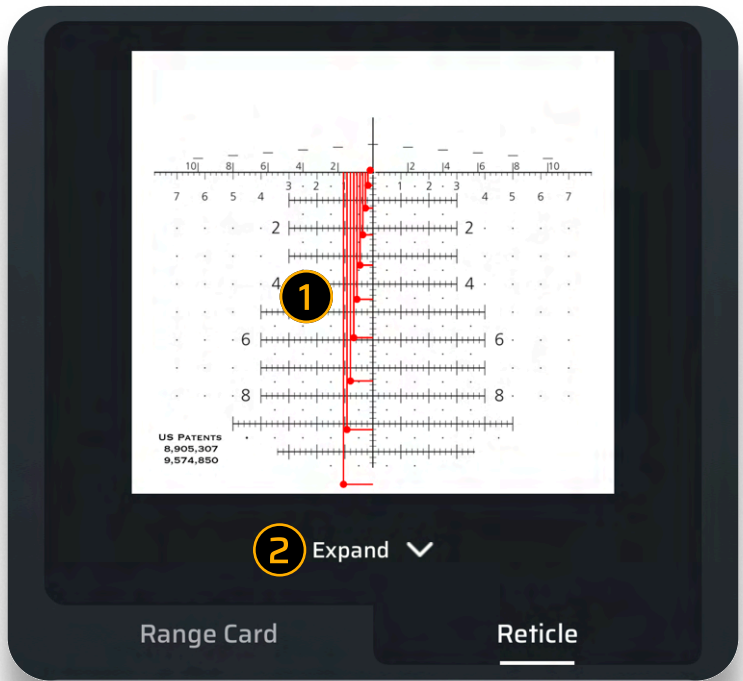 10| 8| 6| 4| 2| |2 |4 |6 |8 |10
7 6 5 4 3 2 1 1 2 3 4 5 6 7
2 2
4 4
1
6 6
8 8
US PATENTS
8,905,307
9,574,850
2 Expand
Range Card Reticle